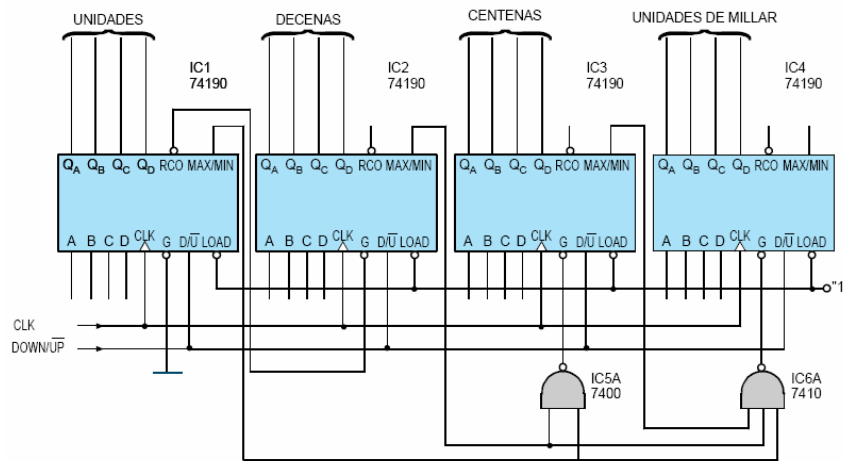 UNIDADES DECENAS CENTENAS UNIDADES DE MILLAR
IC1 IC2 IC3 IC4
74190 74190 74190 74190
QA QB QC QD RCO MAX/MIN QA QB QC QD RCO MAX/MIN QA QB QC QD RCO MAX/MIN QA QB QC QD RCO MAX/MIN
A B C D CLK G D/U̅ LOAD A B C D CLK G D/U̅ LOAD A B C D CLK G D/U̅ LOAD A B C D CLK G D/U̅ LOAD
"1
CLK
DOWN/U̅P̅
IC5A IC6A
7400 7410